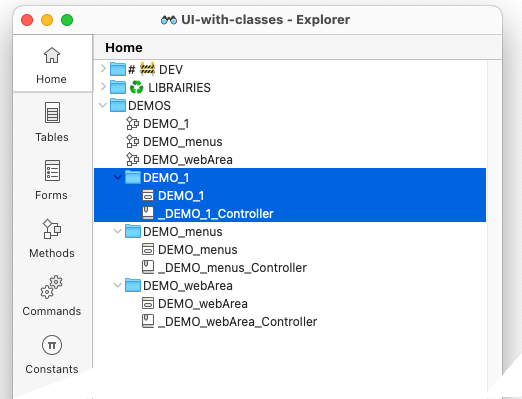 UI-with-classes - Explorer
Home
Home
Tables
Forms
Methods
Commands
π
Constants
# 🚧 DEV
♻️ LIBRAIRIES
DEMOS
DEMO_1
DEMO_menus
DEMO_webArea
DEMO_1
DEMO_1
_DEMO_1_Controller
DEMO_menus
DEMO_menus
_DEMO_menus_Controller
DEMO_webArea
DEMO_webArea
_DEMO_webArea_Controller